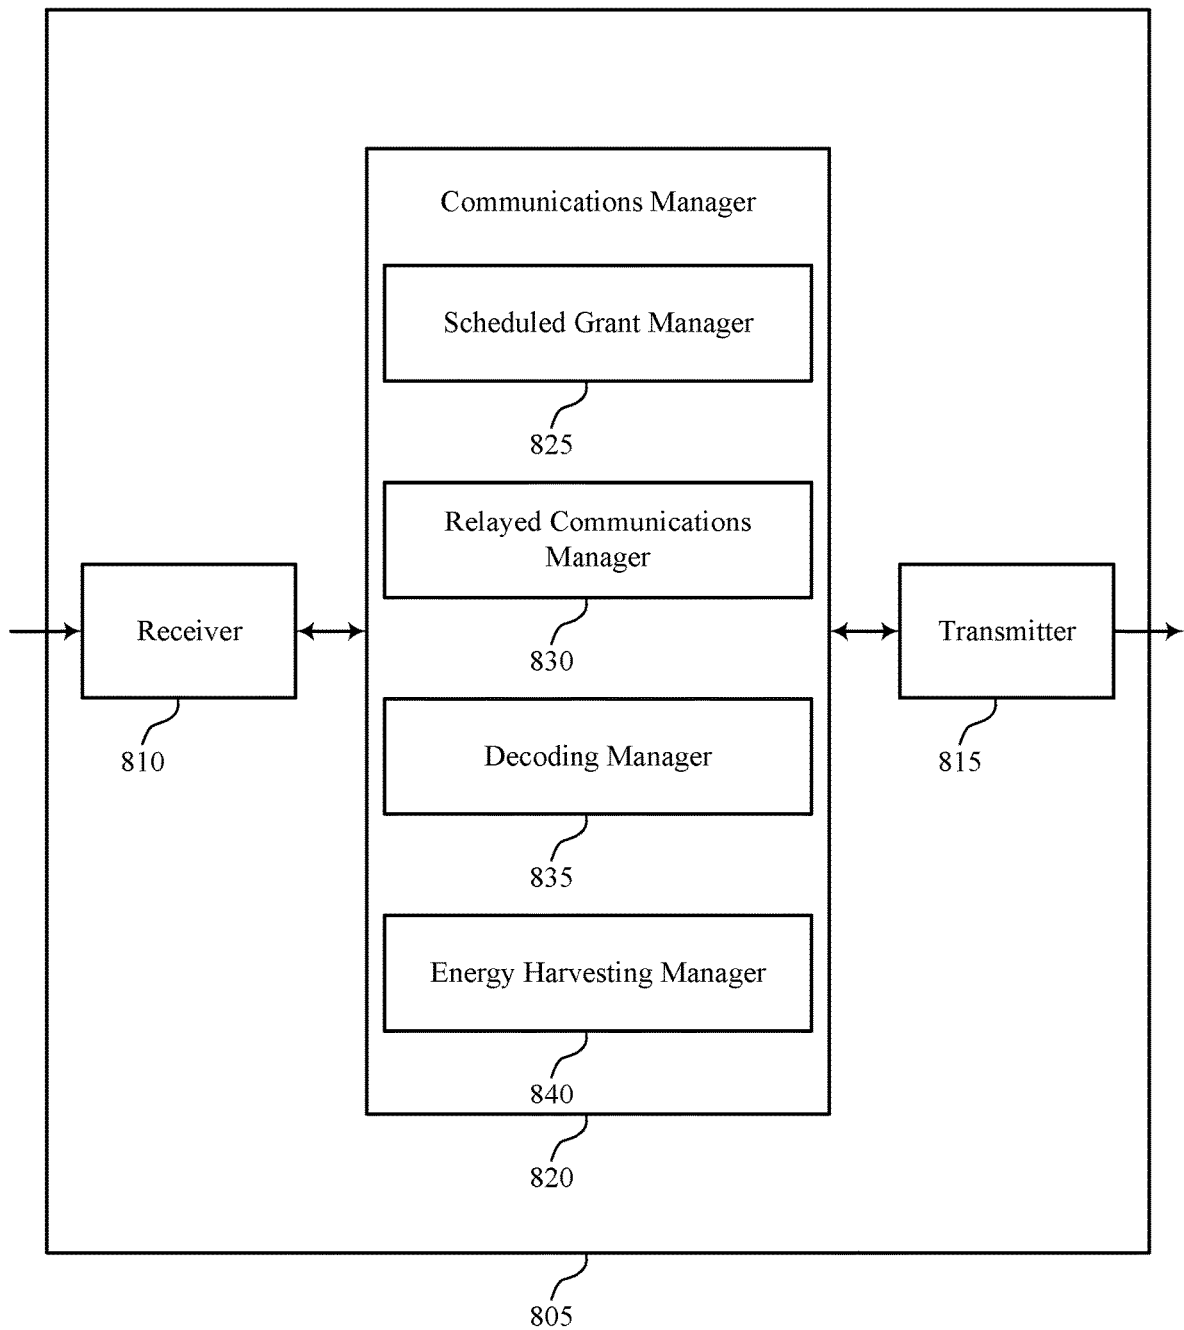 Communications Manager
Scheduled Grant Manager
825
Relayed Communications
Manager
830
Receiver
810
Transmitter
815
Decoding Manager
835
Energy Harvesting Manager
840
820
805